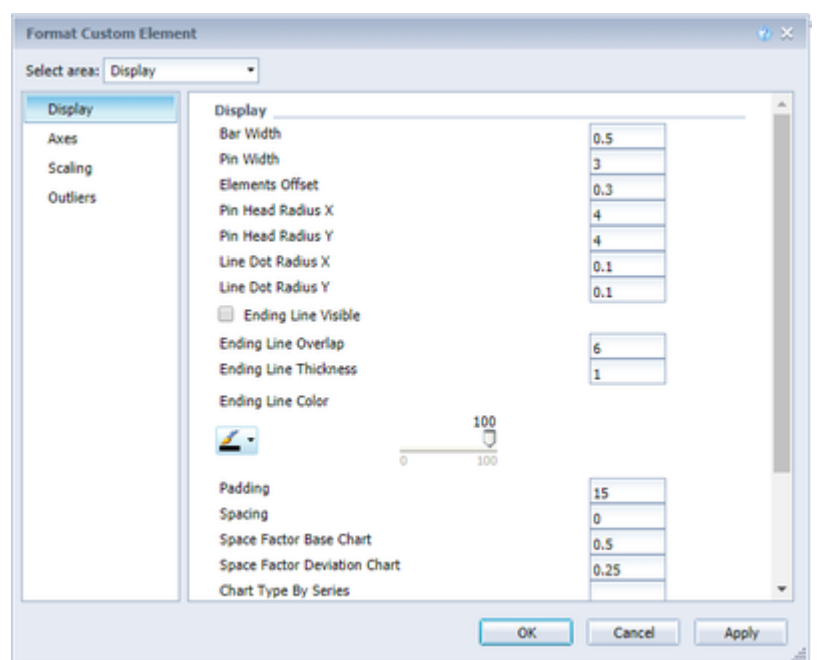 Format Custom Element
Select area: Display
Display
Axes
Scaling
Outliers
Display
Bar Width 0.5
Pin Width 3
Elements Offset 0.3
Pin Head Radius X 4
Pin Head Radius Y 4
Line Dot Radius X 0.1
Line Dot Radius Y 0.1
Ending Line Visible
Ending Line Overlap 6
Ending Line Thickness 1
Ending Line Color
100
0 100
Padding 15
Spacing 0
Space Factor Base Chart 0.5
Space Factor Deviation Chart 0.25
Chart Type By Series
OK Cancel Apply